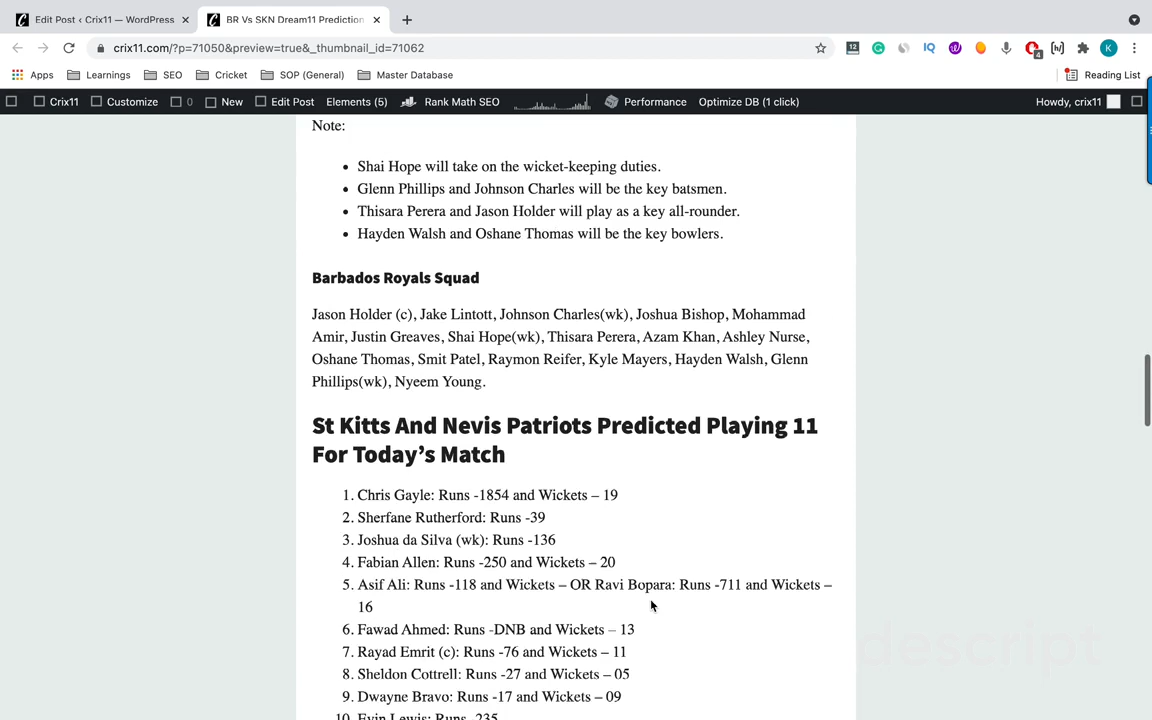 Edit Post ‹ Crix11 — WordPress
BR Vs SKN Dream11 Prediction
crix11.com/?p=71050&preview=true&_thumbnail_id=71062
12
IQ
4
K
Apps
Learnings
SEO
Cricket
SOP (General)
Master Database
Reading List
Crix11
Customize
0
New
Edit Post
Elements (5)
Rank Math SEO
Performance
Optimize DB (1 click)
Howdy, crix11
Note:
• Shai Hope will take on the wicket-keeping duties.
• Glenn Phillips and Johnson Charles will be the key batsmen.
• Thisara Perera and Jason Holder will play as a key all-rounder.
• Hayden Walsh and Oshane Thomas will be the key bowlers.
Barbados Royals Squad
Jason Holder (c), Jake Lintott, Johnson Charles(wk), Joshua Bishop, Mohammad
Amir, Justin Greaves, Shai Hope(wk), Thisara Perera, Azam Khan, Ashley Nurse,
Oshane Thomas, Smit Patel, Raymon Reifer, Kyle Mayers, Hayden Walsh, Glenn
Phillips(wk), Nyeem Young.
St Kitts And Nevis Patriots Predicted Playing 11
For Today’s Match
1. Chris Gayle: Runs -1854 and Wickets – 19
2. Sherfane Rutherford: Runs -39
3. Joshua da Silva (wk): Runs -136
4. Fabian Allen: Runs -250 and Wickets – 20
5. Asif Ali: Runs -118 and Wickets – OR Ravi Bopara: Runs -711 and Wickets –
16
6. Fawad Ahmed: Runs -DNB and Wickets – 13
7. Rayad Emrit (c): Runs -76 and Wickets – 11
8. Sheldon Cottrell: Runs -27 and Wickets – 05
9. Dwayne Bravo: Runs -17 and Wickets – 09
10. Evin Lewis: Runs -235
descript